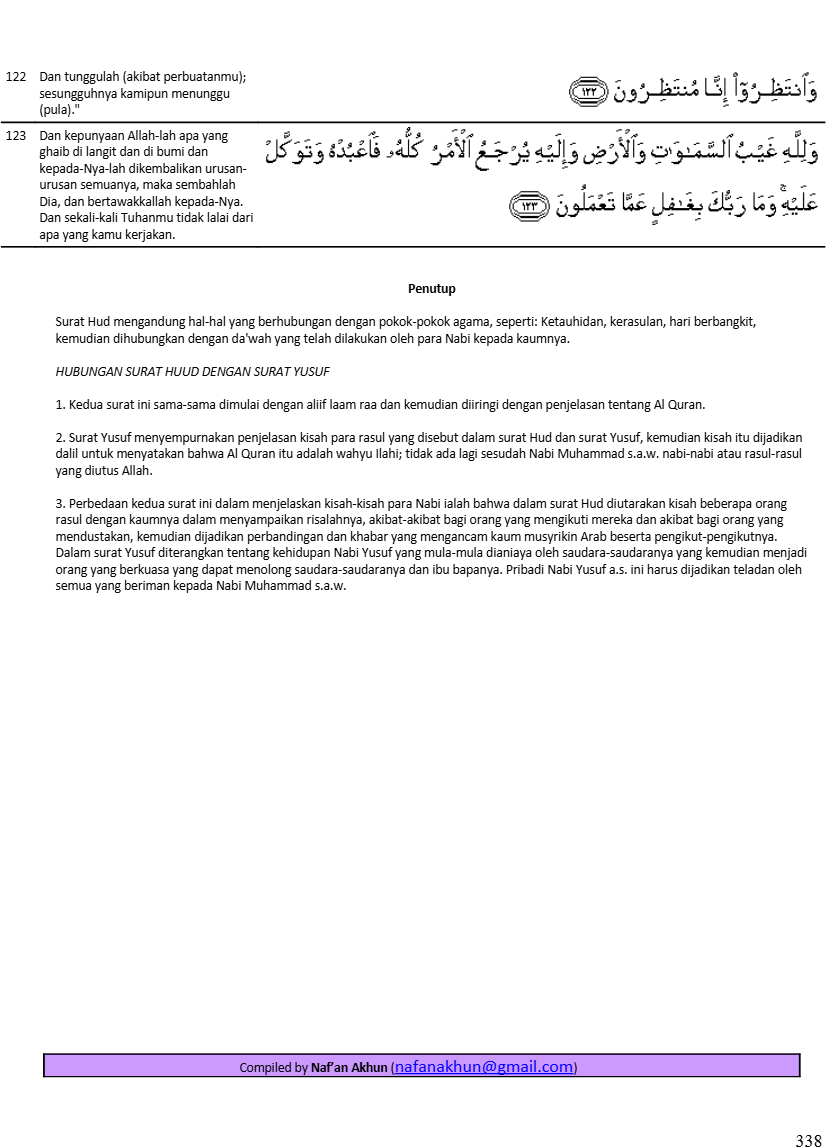 122 Dan tunggulah (akibat perbuatanmu);
sesungguhnya kamipun menunggu
(pula)."
وَٱنتَظِرُوٓا۟ إِنَّا مُنتَظِرُونَ ١٢٢
123 Dan kepunyaan Allah-lah apa yang
ghaib di langit dan di bumi dan
kepada-Nya-lah dikembalikan urusan-
urusan semuanya, maka sembahlah
Dia, dan bertawakkallah kepada-Nya.
Dan sekali-kali Tuhanmu tidak lalai dari
apa yang kamu kerjakan.
وَلِلَّهِ غَيْبُ ٱلسَّمَـٰوَٰتِ وَٱلْأَرْضِ وَإِلَيْهِ يُرْجَعُ ٱلْأَمْرُ كُلُّهُۥ فَٱعْبُدْهُ وَتَوَكَّلْ
عَلَيْهِ ۚ وَمَا رَبُّكَ بِغَـٰفِلٍ عَمَّا تَعْمَلُونَ ١٢٣
Penutup
Surat Hud mengandung hal-hal yang berhubungan dengan pokok-pokok agama, seperti: Ketauhidan, kerasulan, hari berbangkit,
kemudian dihubungkan dengan da'wah yang telah dilakukan oleh para Nabi kepada kaumnya.
HUBUNGAN SURAT HUUD DENGAN SURAT YUSUF
1. Kedua surat ini sama-sama dimulai dengan aliif laam raa dan kemudian diiringi dengan penjelasan tentang Al Quran.
2. Surat Yusuf menyempurnakan penjelasan kisah para rasul yang disebut dalam surat Hud dan surat Yusuf, kemudian kisah itu dijadikan
dalil untuk menyatakan bahwa Al Quran itu adalah wahyu Ilahi; tidak ada lagi sesudah Nabi Muhammad s.a.w. nabi-nabi atau rasul-rasul
yang diutus Allah.
3. Perbedaan kedua surat ini dalam menjelaskan kisah-kisah para Nabi ialah bahwa dalam surat Hud diutarakan kisah beberapa orang
rasul dengan kaumnya dalam menyampaikan risalahnya, akibat-akibat bagi orang yang mengikuti mereka dan akibat bagi orang yang
mendustakan, kemudian dijadikan perbandingan dan khabar yang mengancam kaum musyrikin Arab beserta pengikut-pengikutnya.
Dalam surat Yusuf diterangkan tentang kehidupan Nabi Yusuf yang mula-mula dianiaya oleh saudara-saudaranya yang kemudian menjadi
orang yang berkuasa yang dapat menolong saudara-saudaranya dan ibu bapanya. Pribadi Nabi Yusuf a.s. ini harus dijadikan teladan oleh
semua yang beriman kepada Nabi Muhammad s.a.w.
Compiled by Naf'an Akhun (nafanakhun@gmail.com)
338